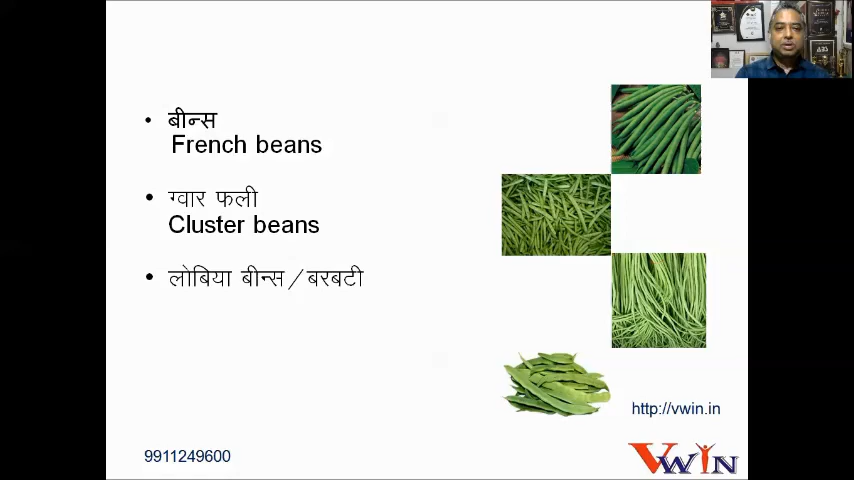 बीन्स
French beans
ग्वार फली
Cluster beans
लोबिया बीन्स/बरबटी
http://vwin.in
9911249600
VWIN